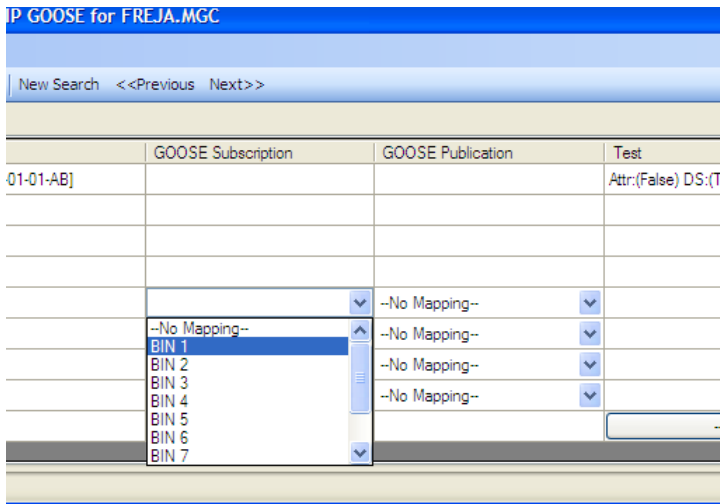 IP GOOSE for FREJA.MGC
New Search <<Previous Next>>
GOOSE Subscription GOOSE Publication Test
-01-01-AB] Attr:(False) DS:(T
--No Mapping--
--No Mapping--
BIN 1
--No Mapping--
BIN 2
--No Mapping--
BIN 3
BIN 4
--No Mapping--
BIN 5
BIN 6
BIN 7